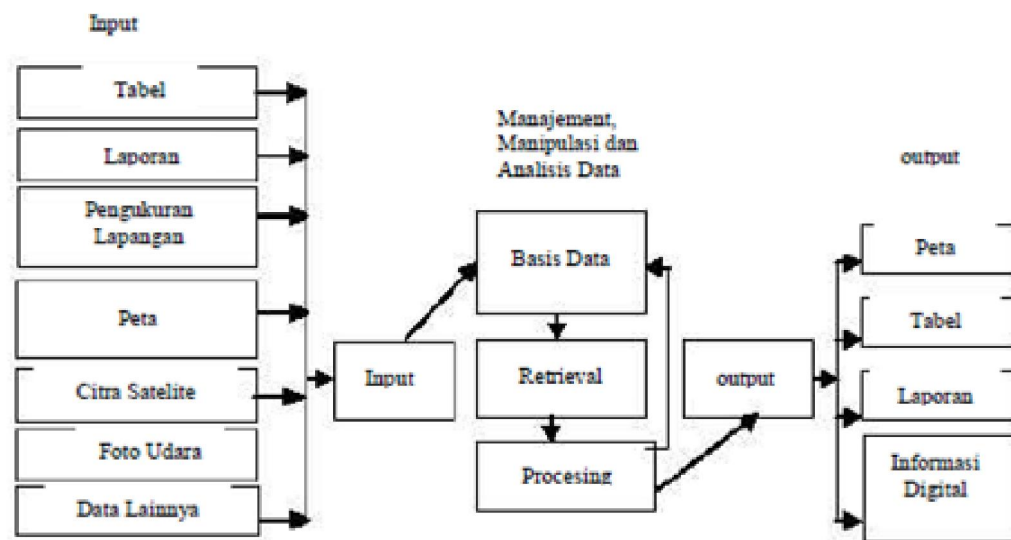 Input
Tabel
Laporan
Pengukuran
Lapangan
Peta
Citra Satelite
Foto Udara
Data Lainnya
Input
Manajement,
Manipulasi dan
Analisis Data
Basis Data
Retrieval
Procesing
output
output
Peta
Tabel
Laporan
Informasi
Digital